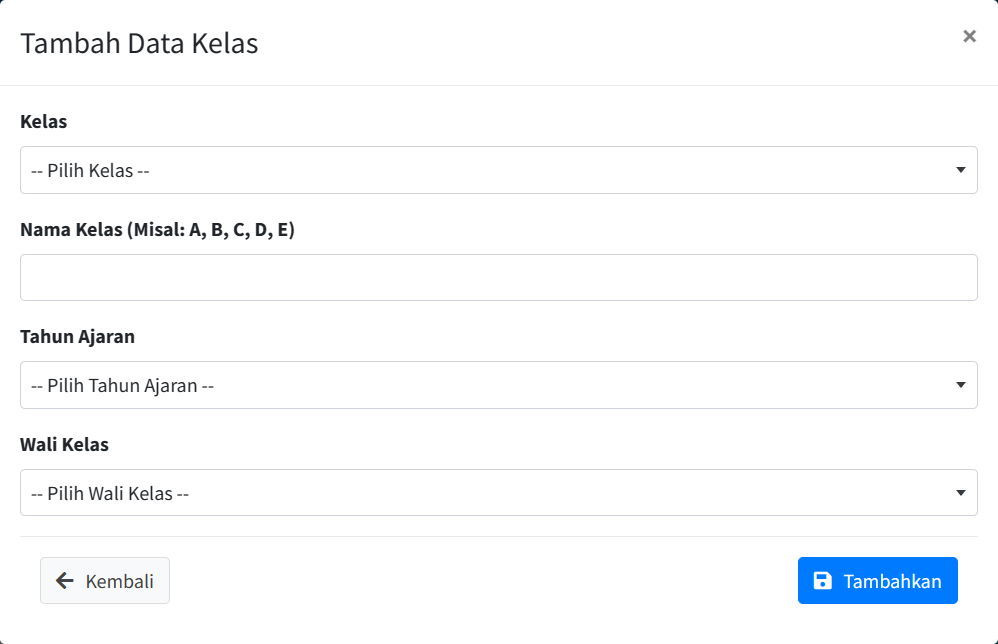 Tambah Data Kelas
×
Kelas
-- Pilih Kelas --
Nama Kelas (Misal: A, B, C, D, E)
Tahun Ajaran
-- Pilih Tahun Ajaran --
Wali Kelas
-- Pilih Wali Kelas --
Kembali
Tambahkan